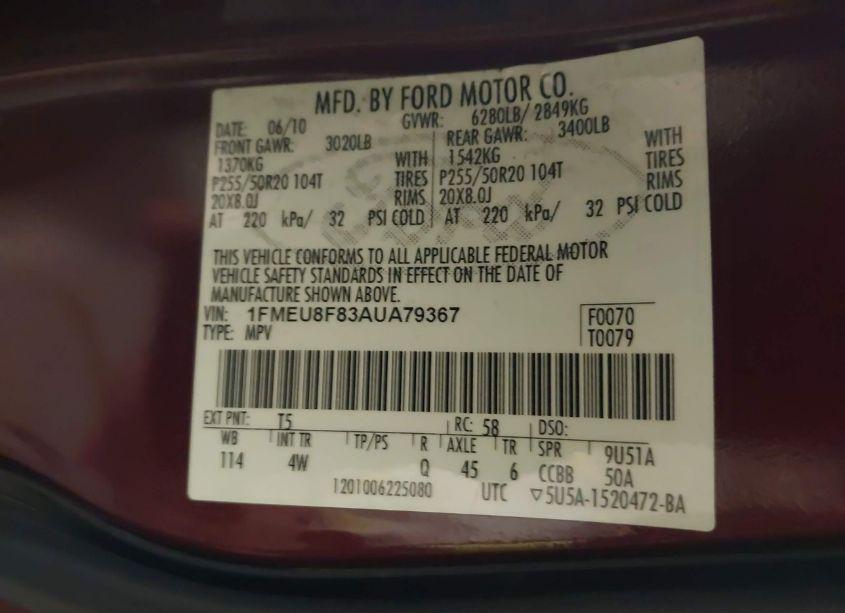 MFD. BY FORD MOTOR CO.
DATE: 06/10 GVWR: 6280LB/ 2849KG
FRONT GAWR: 3020LB REAR GAWR: 3400LB
1370KG WITH 1542KG WITH
P255/50R20 104T TIRES P255/50R20 104T TIRES
20X8.0J RIMS 20X8.0J RIMS
AT 220 kPa/ 32 PSI COLD AT 220 kPa/ 32 PSI COLD
THIS VEHICLE CONFORMS TO ALL APPLICABLE FEDERAL MOTOR
VEHICLE SAFETY STANDARDS IN EFFECT ON THE DATE OF
MANUFACTURE SHOWN ABOVE.
VIN: 1FMEU8F83AUA79367 F0070
TYPE: MPV T0079
EXT PNT: T5 RC: 58 DSO:
WB INT TR TP/PS R AXLE TR SPR 9U51A
114 4W Q 45 6 CCBB 50A
1201006225080 UTC ▽5U5A-1520472-BA